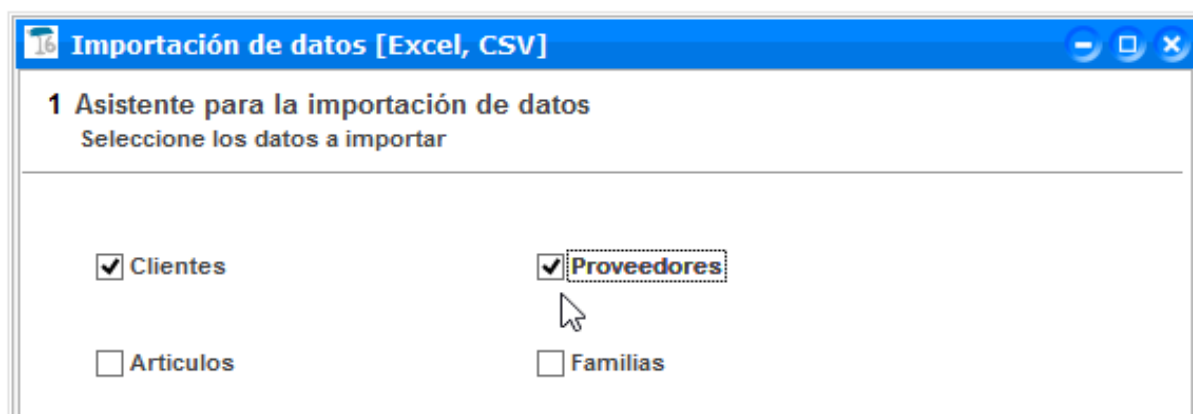 16 Importación de datos [Excel, CSV]
1 Asistente para la importación de datos
Seleccione los datos a importar
Clientes Proveedores
Articulos Familias